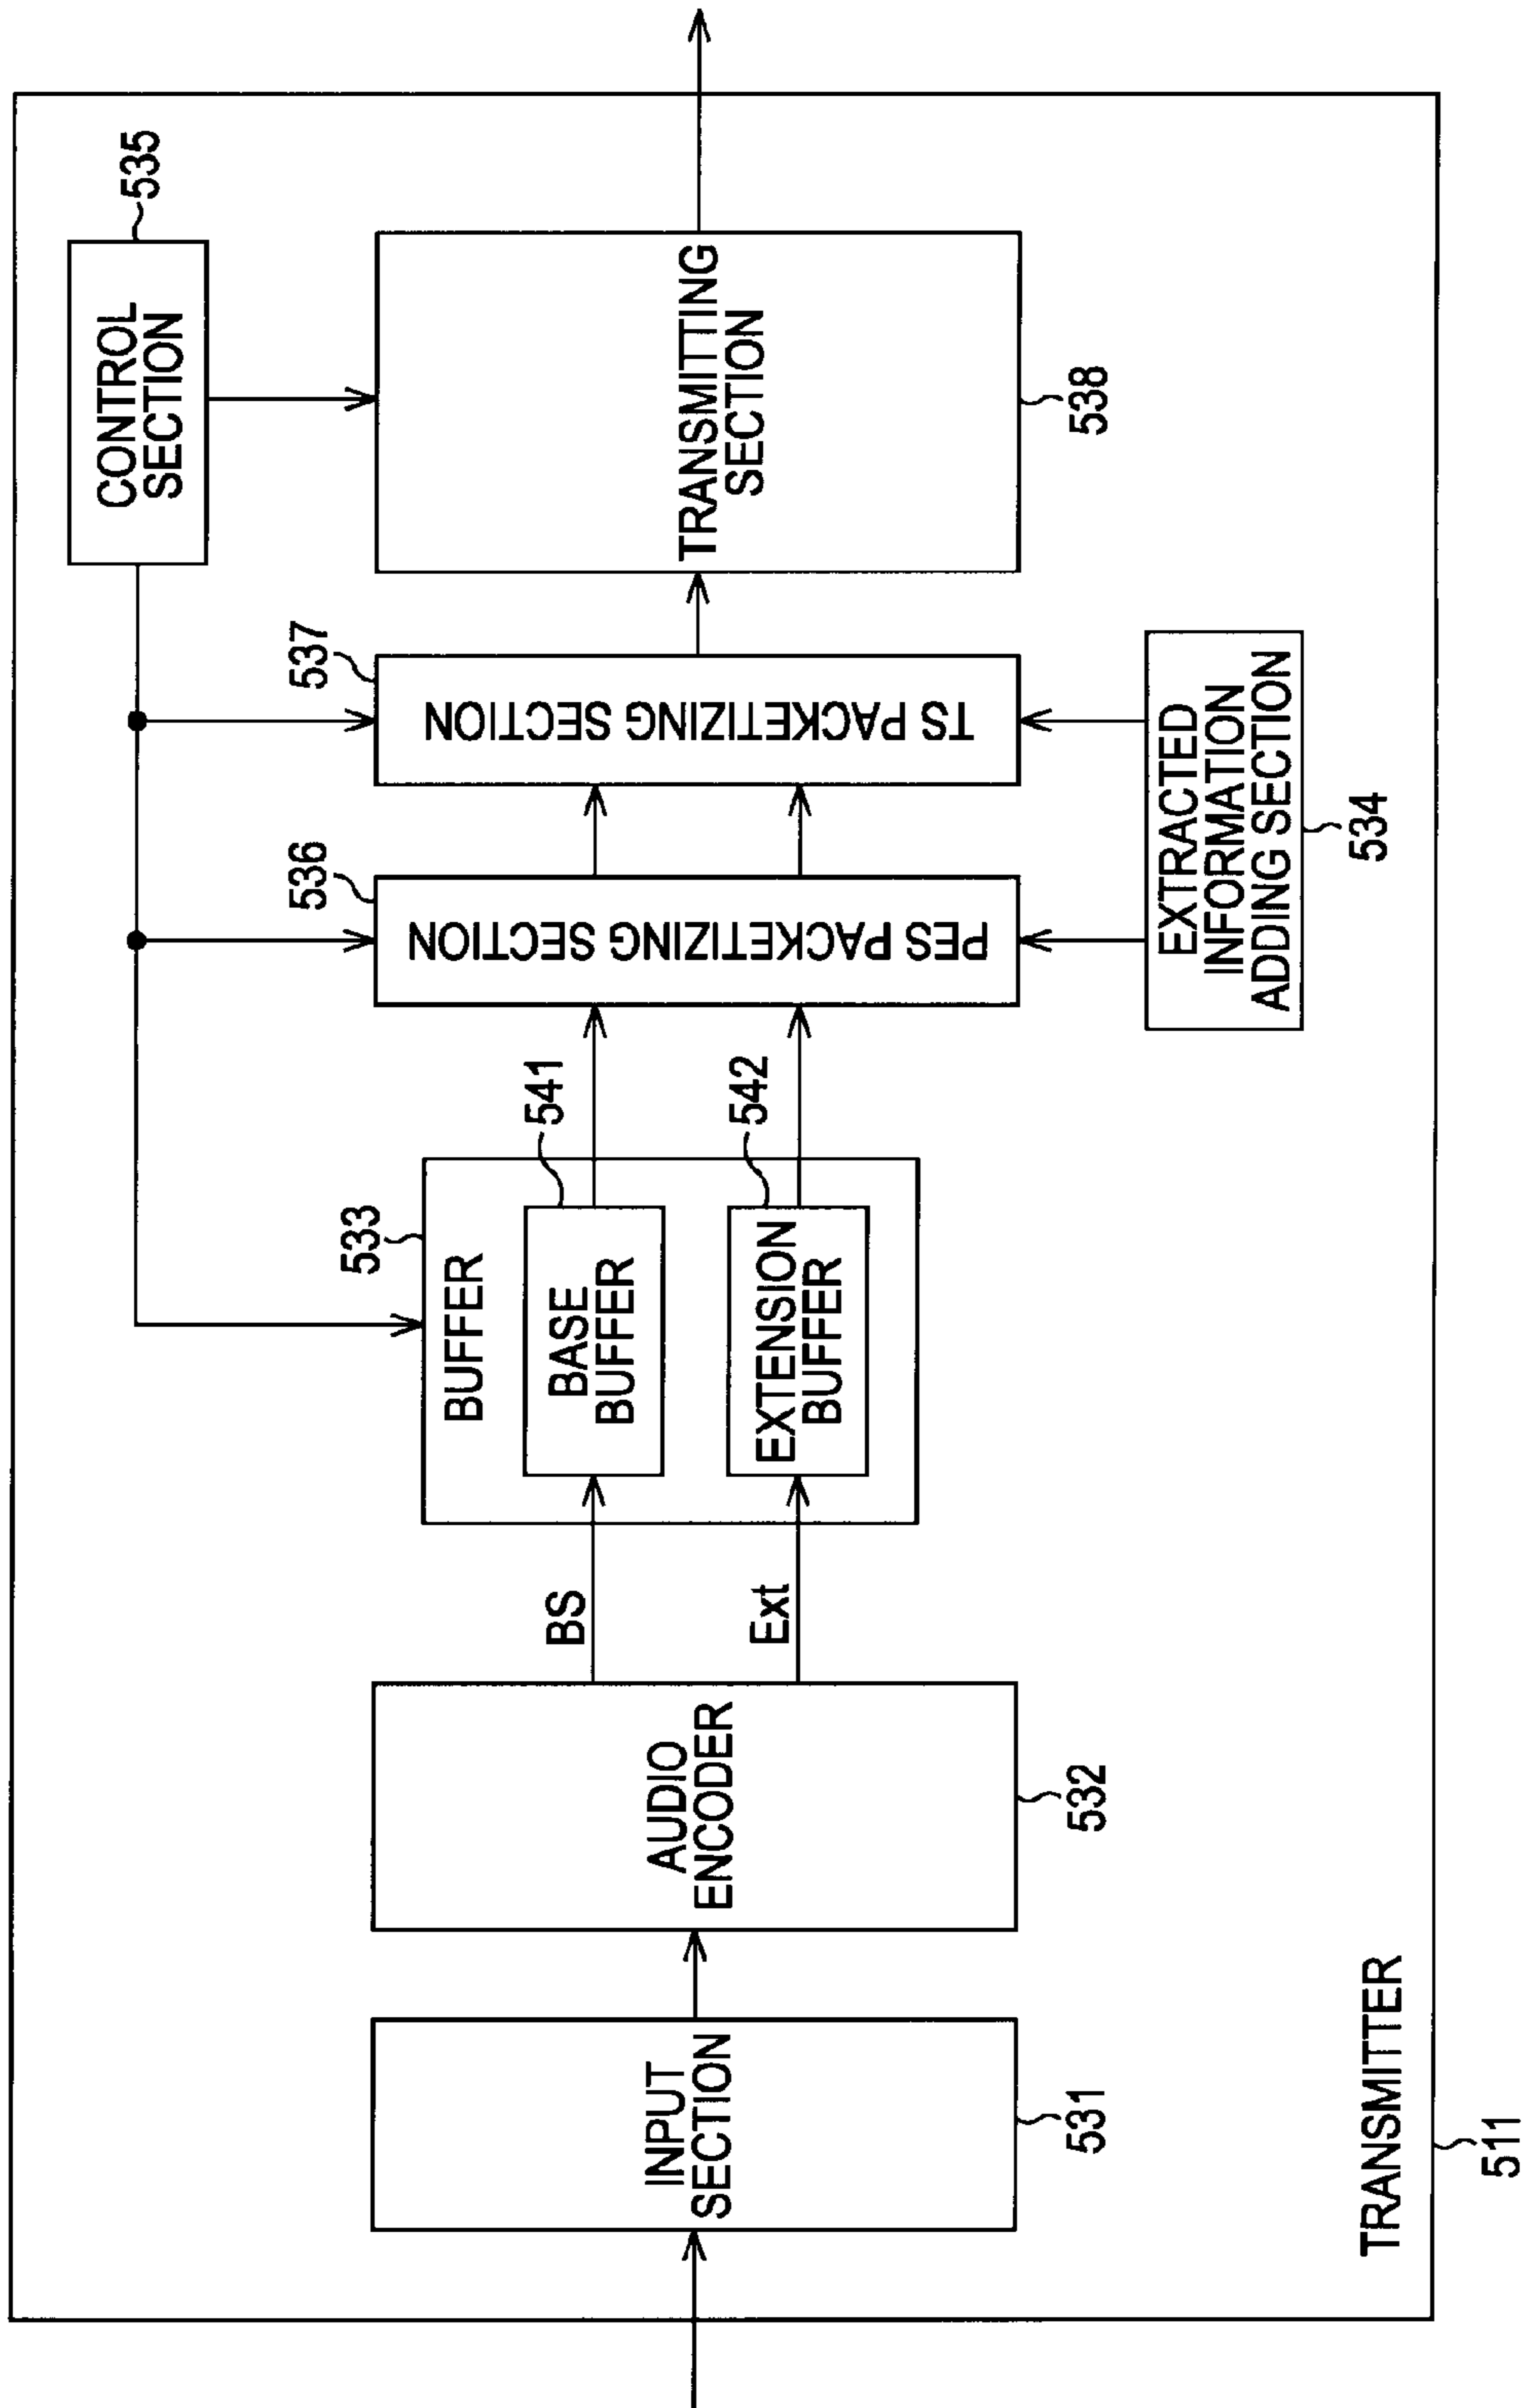 TRANSMITTER
511
INPUT
SECTION
531
AUDIO
ENCODER
532
BS
Ext
BUFFER
533
BASE
BUFFER
541
EXTENSION
BUFFER
542
PES PACKETIZING SECTION
536
TS PACKETIZING SECTION
537
EXTRACTED
INFORMATION
ADDING SECTION
534
CONTROL
SECTION
535
TRANSMITTING
SECTION
538